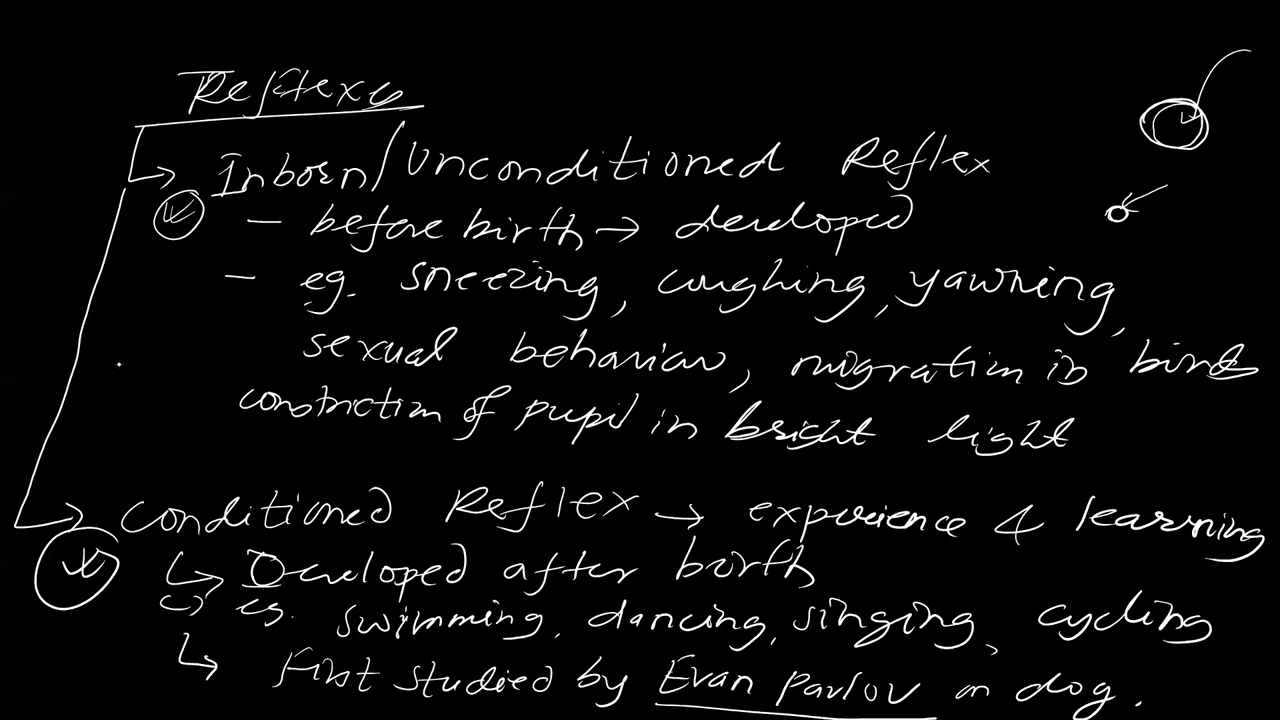 Reflexes
→ Inborn/Unconditioned Reflex
- before birth → developed
- eg. sneezing, coughing, yawning,
sexual behaviour, migration in birds
constriction of pupil in bright light
→ Conditioned Reflex → experience & learning
↳ Developed after birth
↳ eg. swimming, dancing, singing, cycling
↳ First studied by Evan Pavlov on dog.